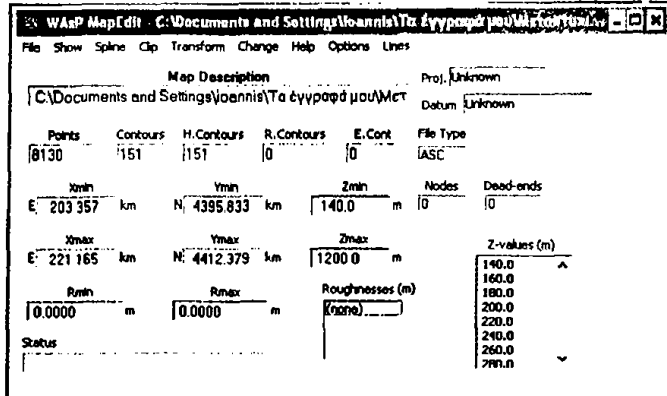 WAsP MapEdit - C:\Documents and Settings\ioannis\Τα έγγραφά μου\
File Show Spline Clip Transform Change Help Options Lines
Map Description
C:\Documents and Settings\ioannis\Τα έγγραφά μου\Μετ
Proj. Unknown
Datum Unknown
Points Contours H.Contours R.Contours E.Cont File Type
8130 151 151 0 0 ASC
Xmin Ymin Zmin Nodes Dead-ends
E: 203.357 km N: 4395.833 km 140.0 m 0 0
Xmax Ymax Zmax Z-values (m)
E: 221.165 km N: 4412.379 km 1200.0 m
140.0
160.0
180.0
200.0
220.0
240.0
260.0
280.0
Rmin Rmax Roughnesses (m)
0.0000 m 0.0000 m (none)
Status